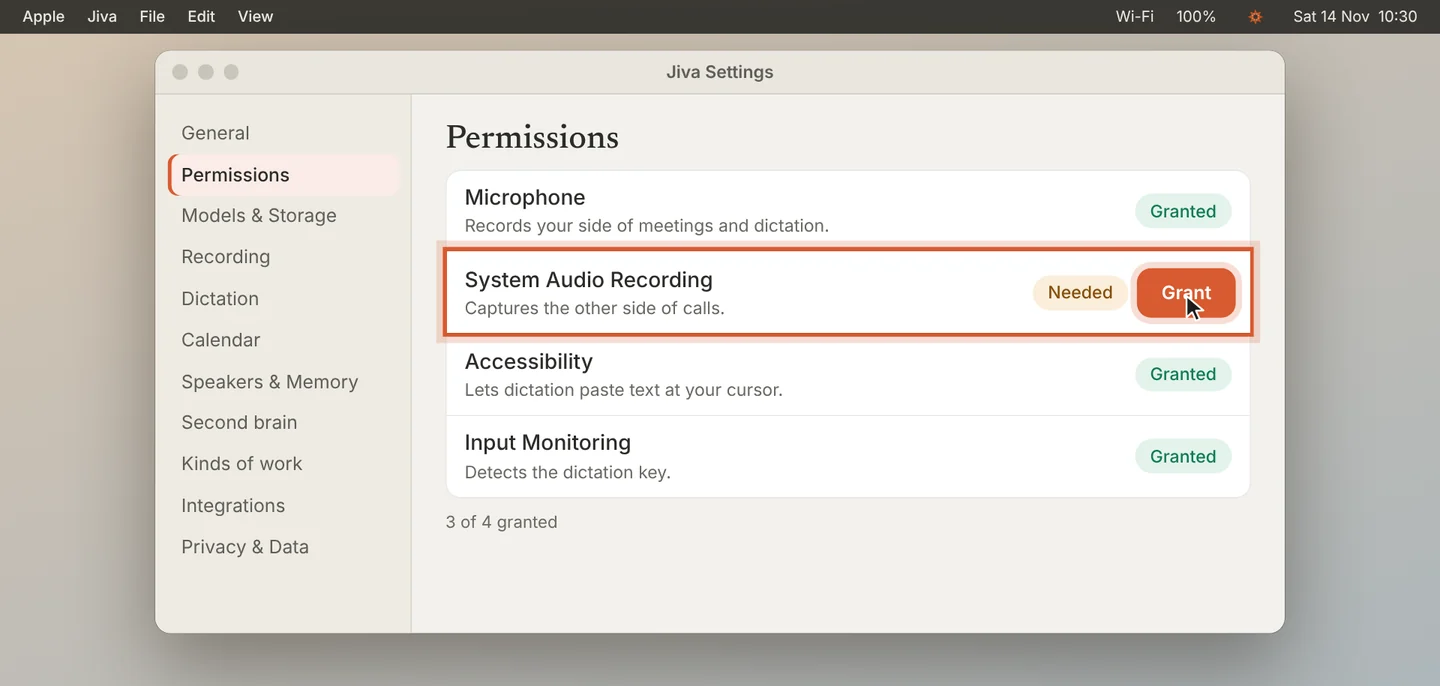 Apple Jiva File Edit View Wi-Fi 100% Sat 14 Nov 10:30
Jiva Settings
General
Permissions
Models & Storage
Recording
Dictation
Calendar
Speakers & Memory
Second brain
Kinds of work
Integrations
Privacy & Data
Permissions
Microphone
Records your side of meetings and dictation.
Granted
System Audio Recording
Captures the other side of calls.
Needed Grant
Accessibility
Lets dictation paste text at your cursor.
Granted
Input Monitoring
Detects the dictation key.
Granted
3 of 4 granted